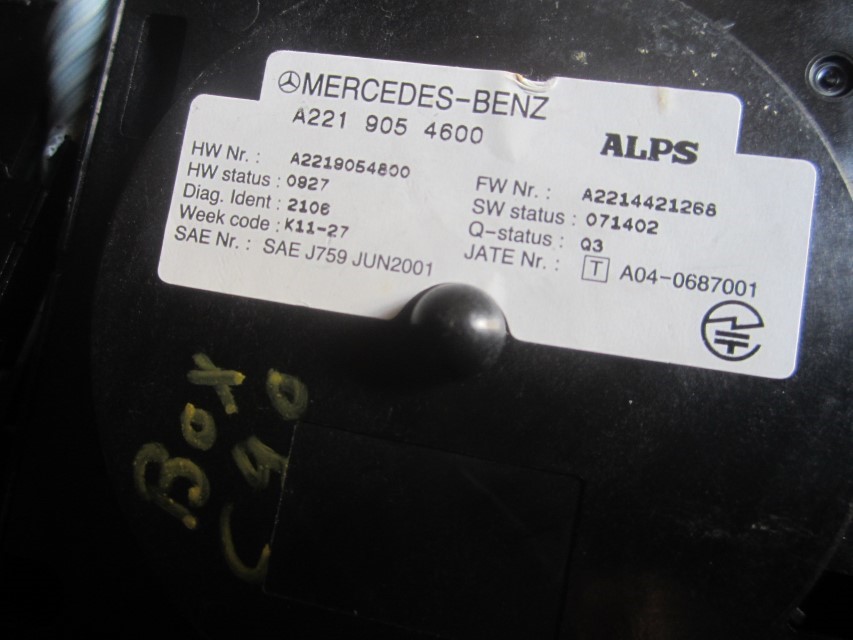 MERCEDES-BENZ
A221 905 4600
ALPS
HW Nr. : A2219054800
HW status : 0927
Diag. Ident : 2106
Week code : K11-27
SAE Nr. : SAE J759 JUN2001
FW Nr. : A2214421268
SW status : 071402
Q-status : Q3
JATE Nr. : T A04-0687001